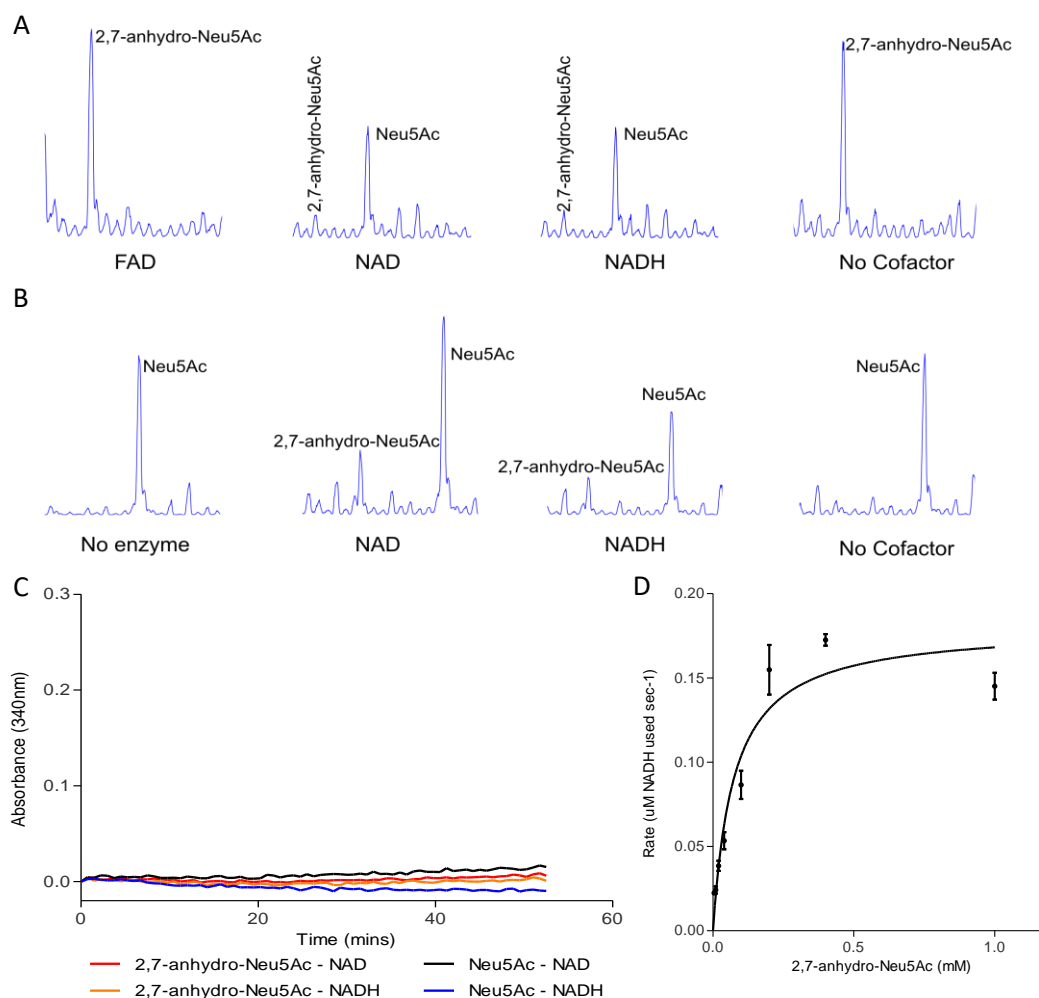 A
2,7-anhydro-Neu5Ac
2,7-anhydro-Neu5Ac
Neu5Ac
2,7-anhydro-Neu5Ac
Neu5Ac
2,7-anhydro-Neu5Ac
FAD
NAD
NADH
No Cofactor
B
Neu5Ac
2,7-anhydro-Neu5Ac
Neu5Ac
2,7-anhydro-Neu5Ac
Neu5Ac
Neu5Ac
No enzyme
NAD
NADH
No Cofactor
C
Absorbance (340nm)
0.3
0.2
0.1
0.0
0
20
40
60
Time (mins)
2,7-anhydro-Neu5Ac - NAD
Neu5Ac - NAD
2,7-anhydro-Neu5Ac - NADH
Neu5Ac - NADH
D
Rate (uM NADH used sec-1)
0.20
0.15
0.10
0.05
0.00
0.0
0.5
1.0
2,7-anhydro-Neu5Ac (mM)